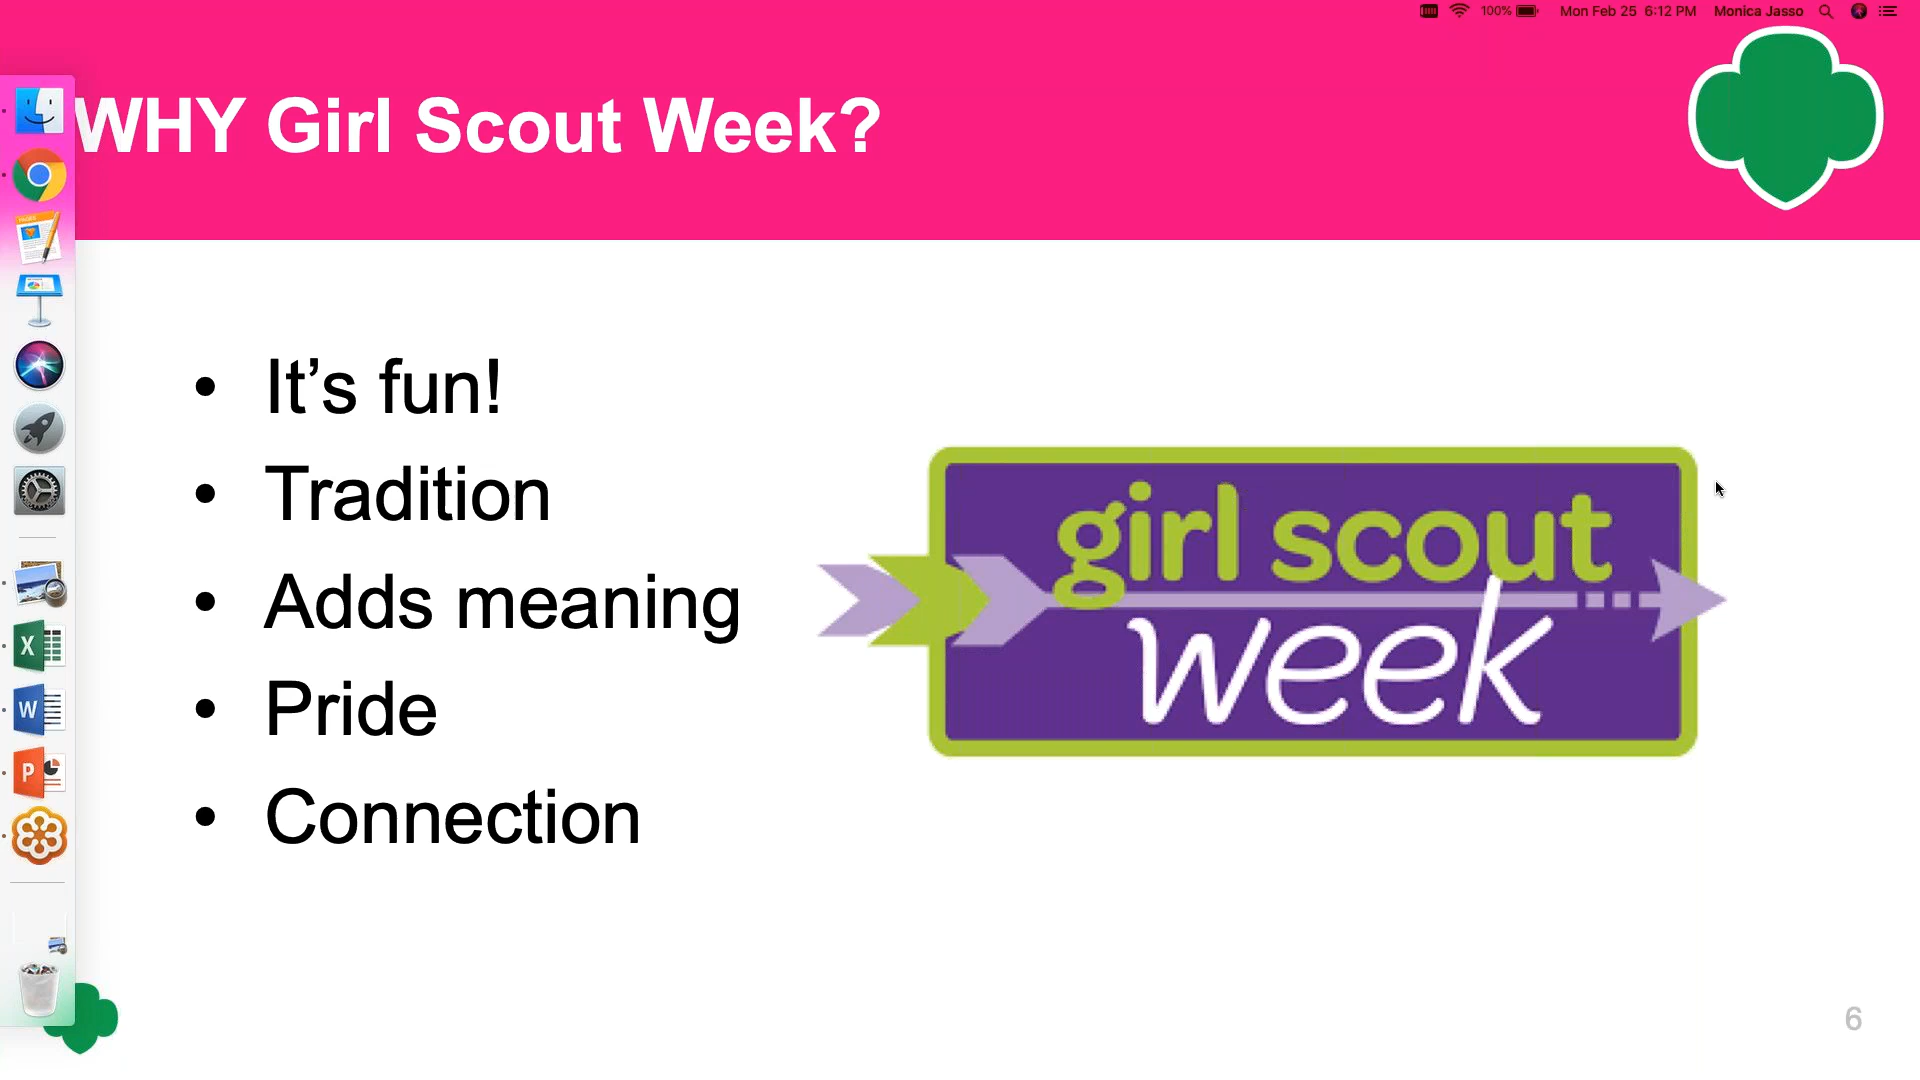 100% Mon Feb 25 6:12 PM Monica Jasso
WHY Girl Scout Week?
PAGES
• It’s fun!
• Tradition
• Adds meaning
• Pride
• Connection
girl scout
week
X
W
P
6